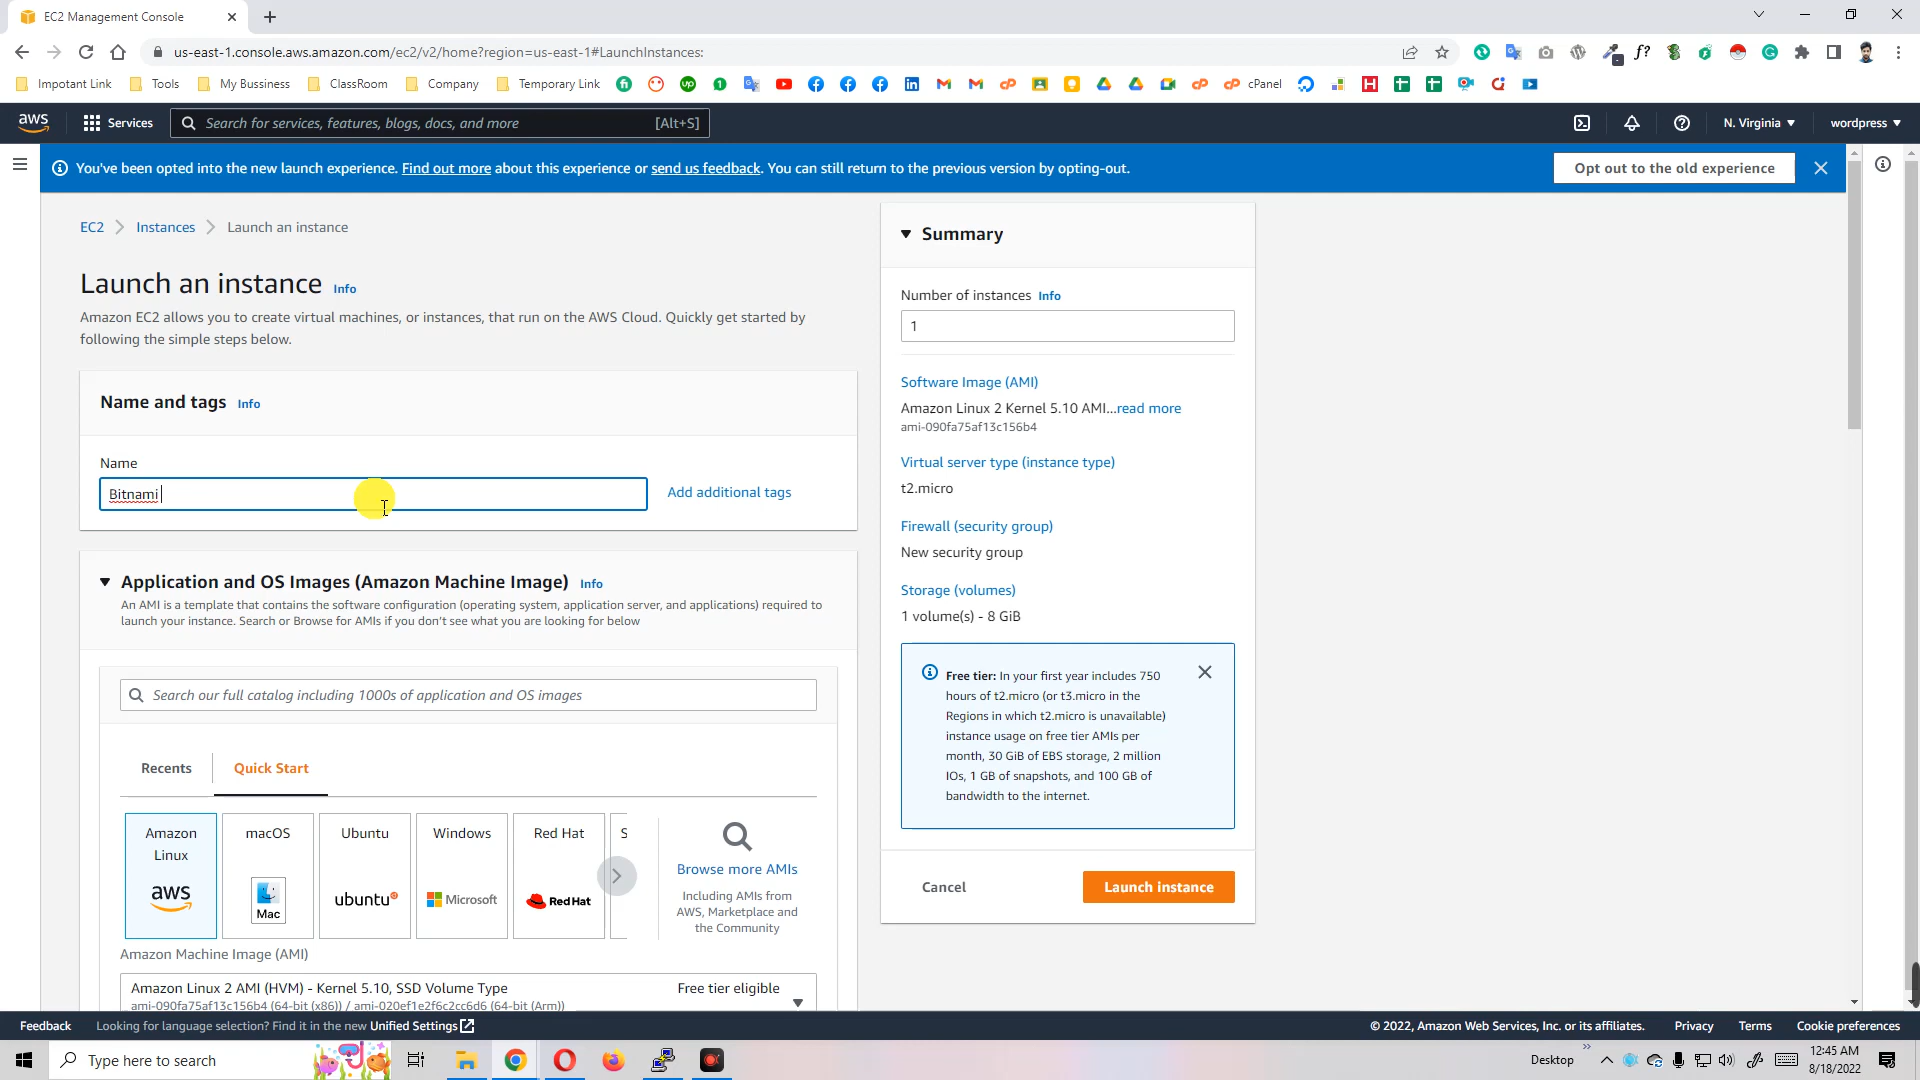 EC2 Management Console
us-east-1.console.aws.amazon.com/ec2/v2/home?region=us-east-1#LaunchInstances:
Impotant Link
Tools
My Bussiness
ClassRoom
Company
Temporary Link
cPanel
aws
Services
Search for services, features, blogs, docs, and more
[Alt+S]
N. Virginia
wordpress
You've been opted into the new launch experience. Find out more about this experience or send us feedback. You can still return to the previous version by opting-out.
Opt out to the old experience
EC2
Instances
Launch an instance
Launch an instance Info
Amazon EC2 allows you to create virtual machines, or instances, that run on the AWS Cloud. Quickly get started by
following the simple steps below.
Name and tags Info
Name
Bitnami
Add additional tags
Application and OS Images (Amazon Machine Image) Info
An AMI is a template that contains the software configuration (operating system, application server, and applications) required to
launch your instance. Search or Browse for AMIs if you don't see what you are looking for below
Search our full catalog including 1000s of application and OS images
Recents
Quick Start
Amazon
Linux
aws
macOS
Mac
Ubuntu
ubuntu
Windows
Microsoft
Red Hat
Red Hat
S
Browse more AMIs
Including AMIs from
AWS, Marketplace and
the Community
Amazon Machine Image (AMI)
Amazon Linux 2 AMI (HVM) - Kernel 5.10, SSD Volume Type
Free tier eligible
ami-090fa75af13c156b4 (64-bit (x86)) / ami-020ef1e2f6c2cc6d6 (64-bit (Arm))
Summary
Number of instances Info
1
Software Image (AMI)
Amazon Linux 2 Kernel 5.10 AMI...read more
ami-090fa75af13c156b4
Virtual server type (instance type)
t2.micro
Firewall (security group)
New security group
Storage (volumes)
1 volume(s) - 8 GiB
Free tier: In your first year includes 750
hours of t2.micro (or t3.micro in the
Regions in which t2.micro is unavailable)
instance usage on free tier AMIs per
month, 30 GiB of EBS storage, 2 million
IOs, 1 GB of snapshots, and 100 GB of
bandwidth to the internet.
Cancel
Launch instance
Feedback
Looking for language selection? Find it in the new Unified Settings
© 2022, Amazon Web Services, Inc. or its affiliates.
Privacy
Terms
Cookie preferences
Type here to search
Desktop
12:45 AM
8/18/2022